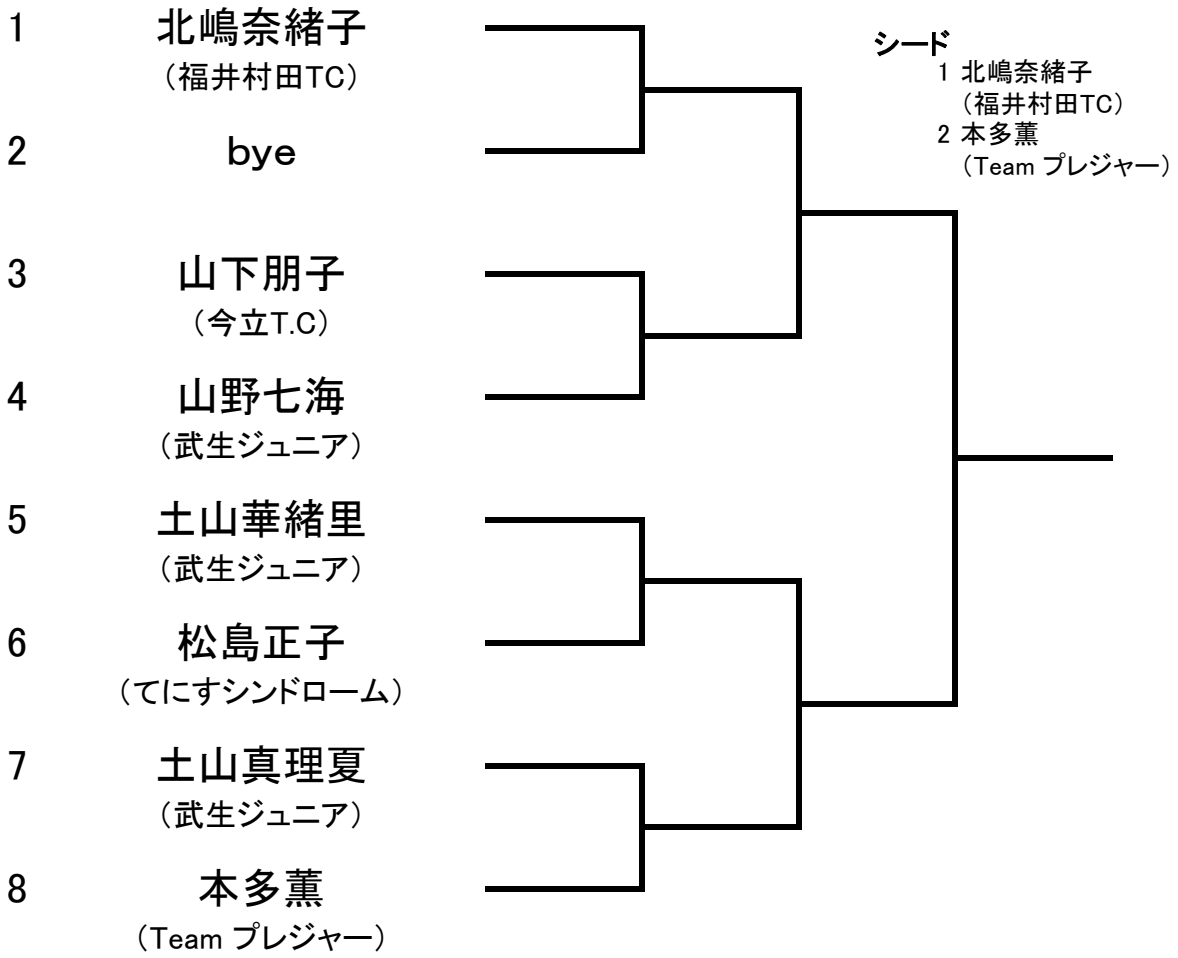 1 北嶋奈緒子
（福井村田TC）
2 bye
3 山下朋子
（今立T.C）
4 山野七海
（武生ジュニア）
5 土山華緒里
（武生ジュニア）
6 松島正子
（てにすシンドローム）
7 土山真理夏
（武生ジュニア）
8 本多薫
（Team プレジャー）
シード
1 北嶋奈緒子
（福井村田TC）
2 本多薫
（Team プレジャー）